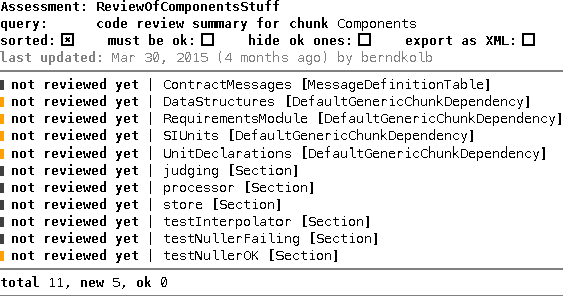 Assessment: ReviewOfComponentsStuff
query: code review summary for chunk Components
sorted: must be ok: hide ok ones: export as XML:
last updated: Mar 30, 2015 (4 months ago) by berndkolb
not reviewed yet | ContractMessages [MessageDefinitionTable]
not reviewed yet | DataStructures [DefaultGenericChunkDependency]
not reviewed yet | RequirementsModule [DefaultGenericChunkDependency]
not reviewed yet | SIUnits [DefaultGenericChunkDependency]
not reviewed yet | UnitDeclarations [DefaultGenericChunkDependency]
not reviewed yet | judging [Section]
not reviewed yet | processor [Section]
not reviewed yet | store [Section]
not reviewed yet | testInterpolator [Section]
not reviewed yet | testNullerFailing [Section]
not reviewed yet | testNullerOK [Section]
total 11, new 5, ok 0